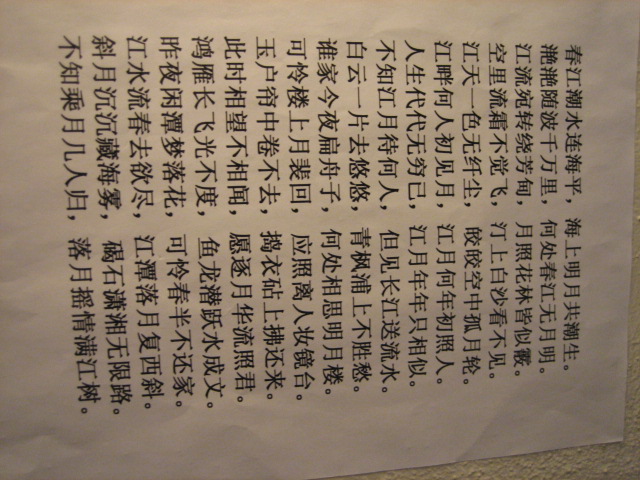 春江潮水连海平，海上明月共潮生。
滟滟随波千万里，何处春江无月明。
江流宛转绕芳甸，月照花林皆似霰。
空里流霜不觉飞，汀上白沙看不见。
江天一色无纤尘，皎皎空中孤月轮。
江畔何人初见月，江月何年初照人。
人生代代无穷已，江月年年只相似。
不知江月待何人，但见长江送流水。
白云一片去悠悠，青枫浦上不胜愁。
谁家今夜扁舟子，何处相思明月楼。
可怜楼上月裴回，应照离人妆镜台。
玉户帘中卷不去，捣衣砧上拂还来。
此时相望不相闻，愿逐月华流照君。
鸿雁长飞光不度，鱼龙潜跃水成文。
昨夜闲潭梦落花，可怜春半不还家。
江水流春去欲尽，江潭落月复西斜。
斜月沉沉藏海雾，碣石潇湘无限路。
不知乘月几人归，落月摇情满江树。